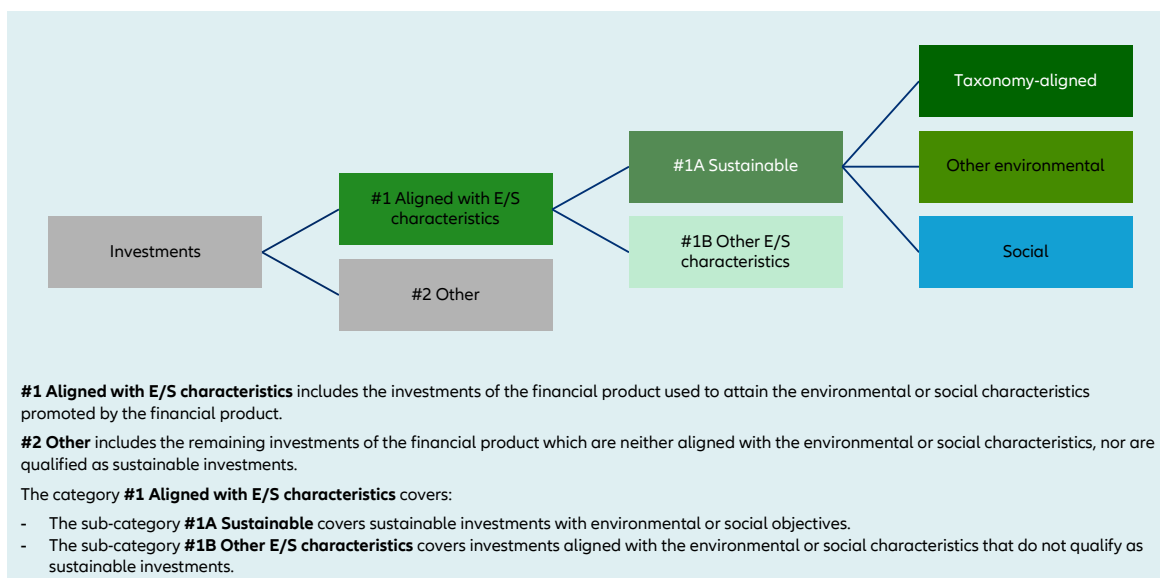 Taxonomy-aligned
#1A Sustainable
Other environmental
#1 Aligned with E/S
characteristics
#1B Other E/S
characteristics
Investments
Social
#2 Other
#1 Aligned with E/S characteristics includes the investments of the financial product used to attain the environmental or social characteristics
promoted by the financial product.
#2 Other includes the remaining investments of the financial product which are neither aligned with the environmental or social characteristics, nor are
qualified as sustainable investments.
The category #1 Aligned with E/S characteristics covers:
- The sub-category #1A Sustainable covers sustainable investments with environmental or social objectives.
- The sub-category #1B Other E/S characteristics covers investments aligned with the environmental or social characteristics that do not qualify as
sustainable investments.